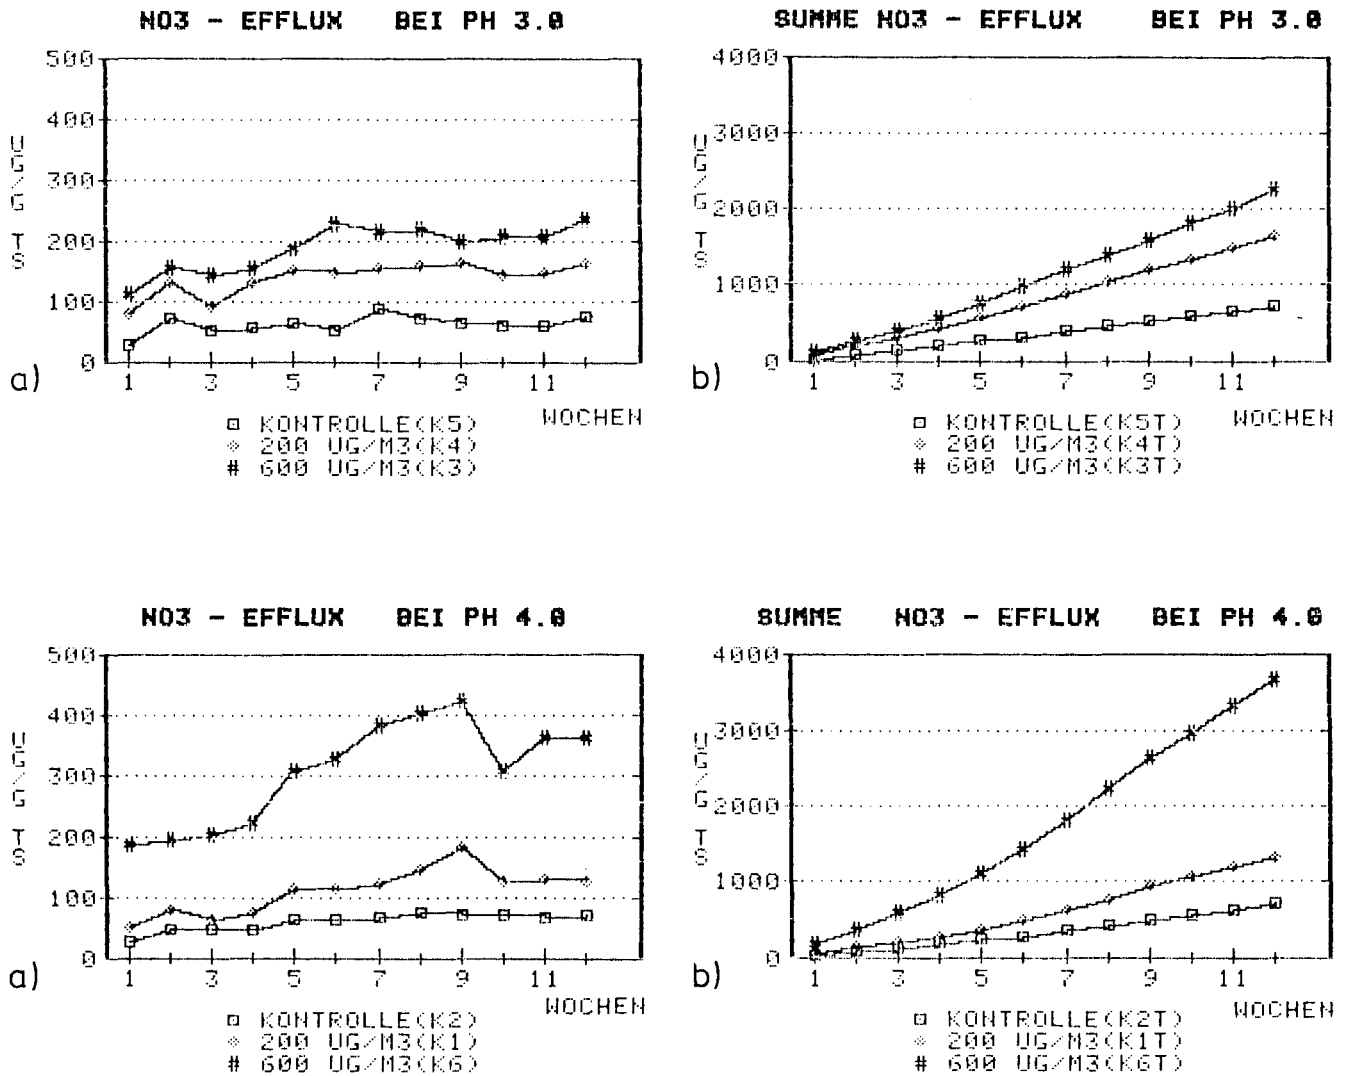 NO3 - EFFLUX BEI PH 3.0
500
400
300
200
100
0
UG/G TS
1 3 5 7 9 11
WOCHEN
a)
KONTROLLE(K5)
200 UG/M3(K4)
600 UG/M3(K3)
SUMME NO3 - EFFLUX BEI PH 3.0
4000
3000
2000
1000
0
UG/G TS
1 3 5 7 9 11
WOCHEN
b)
KONTROLLE(K5T)
200 UG/M3(K4T)
600 UG/M3(K3T)
NO3 - EFFLUX BEI PH 4.0
500
400
300
200
100
0
UG/G TS
1 3 5 7 9 11
WOCHEN
a)
KONTROLLE(K2)
200 UG/M3(K1)
600 UG/M3(K6)
SUMME NO3 - EFFLUX BEI PH 4.0
4000
3000
2000
1000
0
UG/G TS
1 3 5 7 9 11
WOCHEN
b)
KONTROLLE(K2T)
200 UG/M3(K1T)
600 UG/M3(K6T)